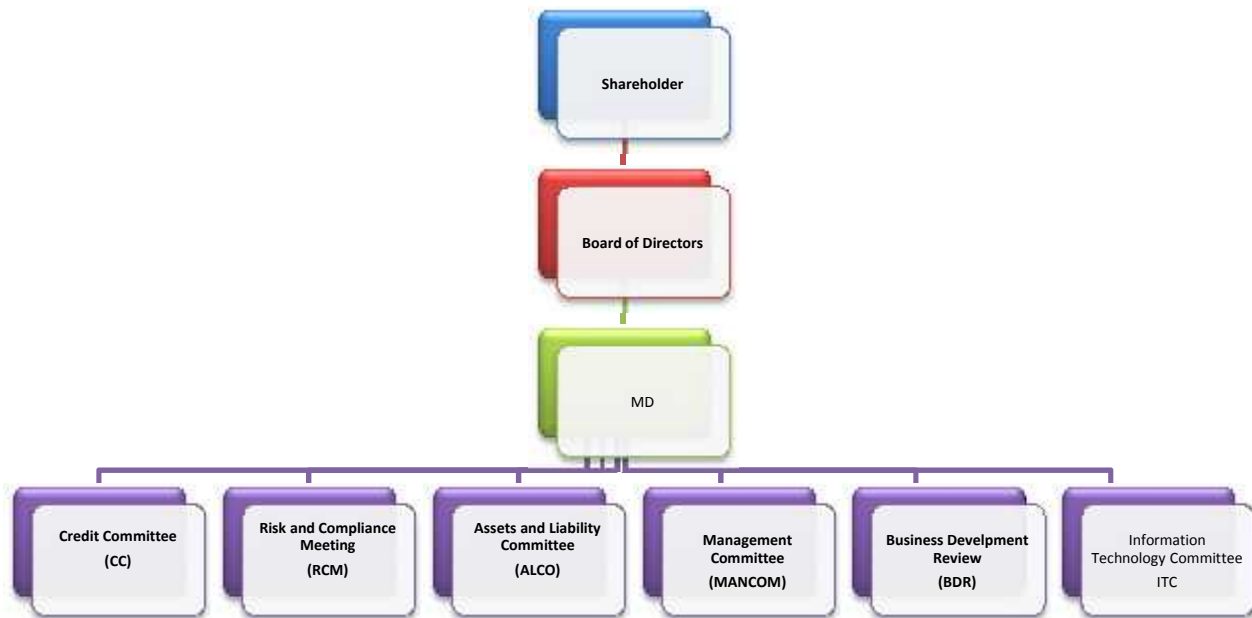 Shareholder
Board of Directors
MD
Credit Committee
(CC)
Risk and Compliance
Meeting
(RCM)
Assets and Liability
Committee
(ALCO)
Management
Committee
(MANCOM)
Business Develpment
Review
(BDR)
Information
Technology Committee
ITC